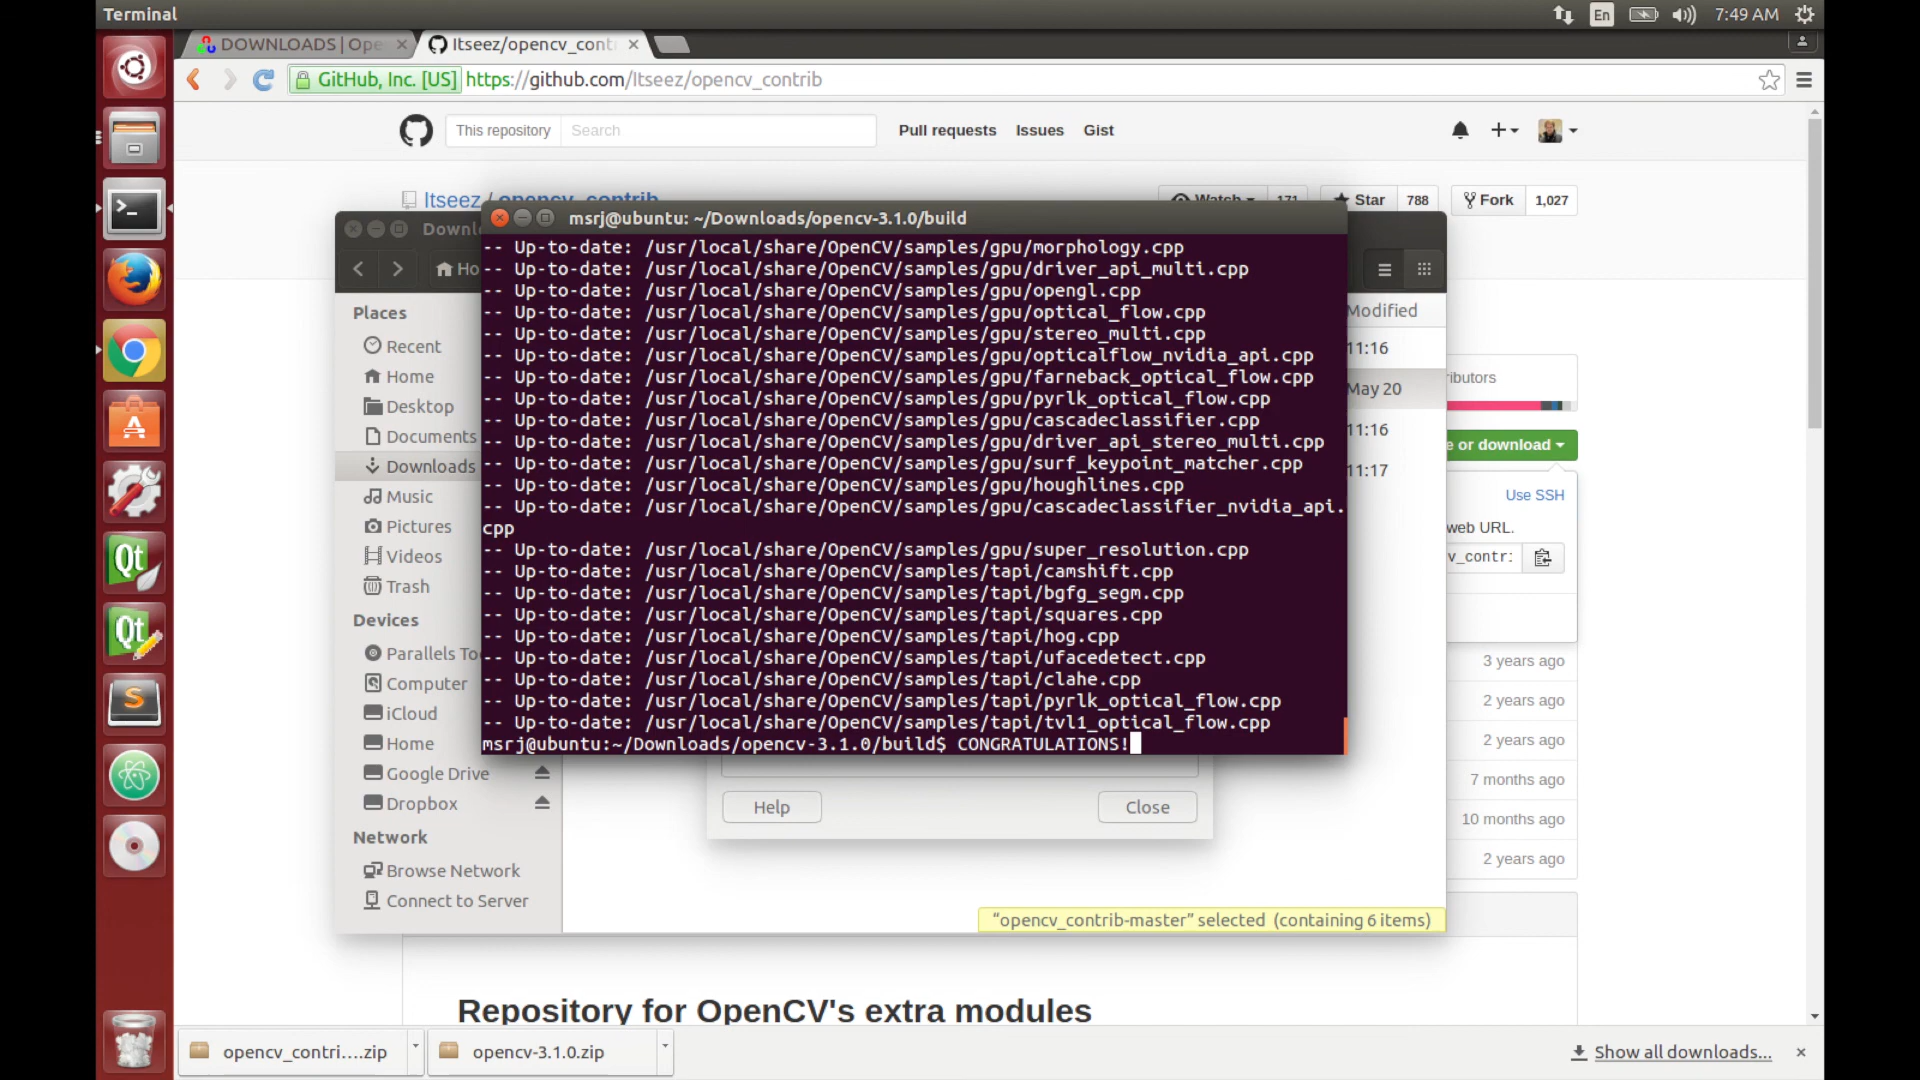 Terminal
En
7:49 AM
DOWNLOADS | Ope
Itseez/opencv_cont
GitHub, Inc. [US] https://github.com/Itseez/opencv_contrib
This repository
Search
Pull requests
Issues
Gist
Itseez / opencv_contrib
Watch
171
Star
788
Fork
1,027
Downl
msrj@ubuntu: ~/Downloads/opencv-3.1.0/build
Ho
-- Up-to-date: /usr/local/share/OpenCV/samples/gpu/morphology.cpp
-- Up-to-date: /usr/local/share/OpenCV/samples/gpu/driver_api_multi.cpp
-- Up-to-date: /usr/local/share/OpenCV/samples/gpu/opengl.cpp
-- Up-to-date: /usr/local/share/OpenCV/samples/gpu/optical_flow.cpp
-- Up-to-date: /usr/local/share/OpenCV/samples/gpu/stereo_multi.cpp
-- Up-to-date: /usr/local/share/OpenCV/samples/gpu/opticalflow_nvidia_api.cpp
-- Up-to-date: /usr/local/share/OpenCV/samples/gpu/farneback_optical_flow.cpp
-- Up-to-date: /usr/local/share/OpenCV/samples/gpu/pyrlk_optical_flow.cpp
-- Up-to-date: /usr/local/share/OpenCV/samples/gpu/cascadeclassifier.cpp
-- Up-to-date: /usr/local/share/OpenCV/samples/gpu/driver_api_stereo_multi.cpp
-- Up-to-date: /usr/local/share/OpenCV/samples/gpu/surf_keypoint_matcher.cpp
-- Up-to-date: /usr/local/share/OpenCV/samples/gpu/houghlines.cpp
-- Up-to-date: /usr/local/share/OpenCV/samples/gpu/cascadeclassifier_nvidia_api.
cpp
-- Up-to-date: /usr/local/share/OpenCV/samples/gpu/super_resolution.cpp
-- Up-to-date: /usr/local/share/OpenCV/samples/tapi/camshift.cpp
-- Up-to-date: /usr/local/share/OpenCV/samples/tapi/bgfg_segm.cpp
-- Up-to-date: /usr/local/share/OpenCV/samples/tapi/squares.cpp
-- Up-to-date: /usr/local/share/OpenCV/samples/tapi/hog.cpp
-- Up-to-date: /usr/local/share/OpenCV/samples/tapi/ufacedetect.cpp
-- Up-to-date: /usr/local/share/OpenCV/samples/tapi/clahe.cpp
-- Up-to-date: /usr/local/share/OpenCV/samples/tapi/pyrlk_optical_flow.cpp
-- Up-to-date: /usr/local/share/OpenCV/samples/tapi/tvl1_optical_flow.cpp
msrj@ubuntu:~/Downloads/opencv-3.1.0/build$ CONGRATULATIONS!
Places
Recent
Home
Desktop
Documents
Downloads
Music
Pictures
Videos
Trash
Devices
Parallels To
Computer
iCloud
Home
Google Drive
Dropbox
Network
Browse Network
Connect to Server
Modified
11:16
May 20
11:16
11:17
Help
Close
"opencv_contrib-master" selected (containing 6 items)
ributors
e or download
Use SSH
web URL.
v_contri
3 years ago
2 years ago
2 years ago
7 months ago
10 months ago
2 years ago
Repository for OpenCV's extra modules
opencv_contri....zip
opencv-3.1.0.zip
Show all downloads...
Qt
Qt